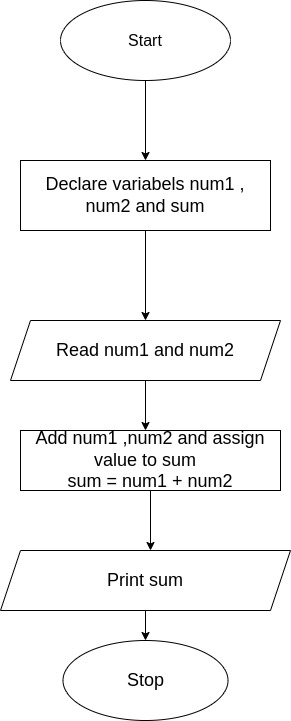 Start
Declare variabels num1 ,
num2 and sum
Read num1 and num2
Add num1 ,num2 and assign
value to sum
sum = num1 + num2
Print sum
Stop